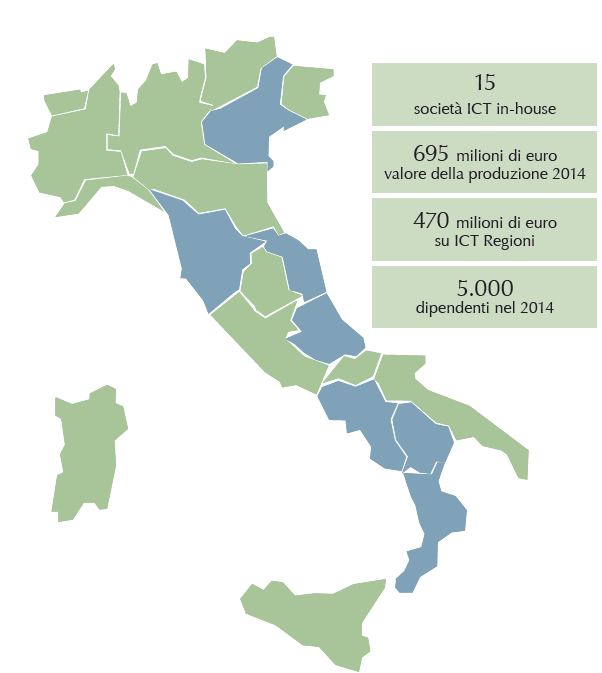 15
società ICT in-house
695 milioni di euro
valore della produzione 2014
470 milioni di euro
su ICT Regioni
5.000
dipendenti nel 2014